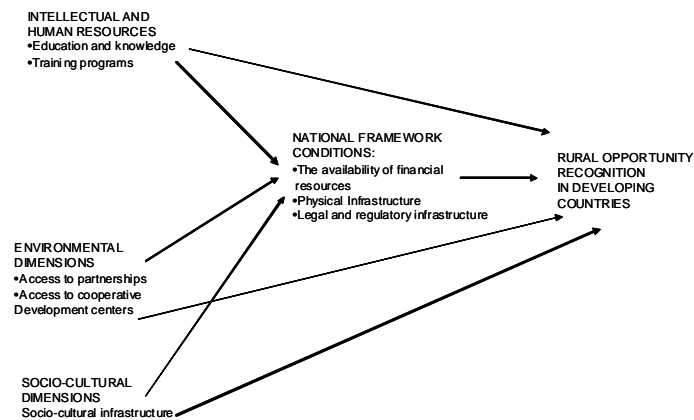 INTELLECTUAL AND
HUMAN RESOURCES
•Education and knowledge
•Training programs
NATIONAL FRAMEWORK
CONDITIONS:
•The availability of financial
resources
•Physical Infrastructure
•Legal and regulatory infrastructure
RURAL OPPORTUNITY
RECOGNITION
IN DEVELOPING
COUNTRIES
ENVIRONMENTAL
DIMENSIONS
•Access to partnerships
•Access to cooperative
Development centers
SOCIO-CULTURAL
DIMENSIONS
Socio-cultural infrastructure